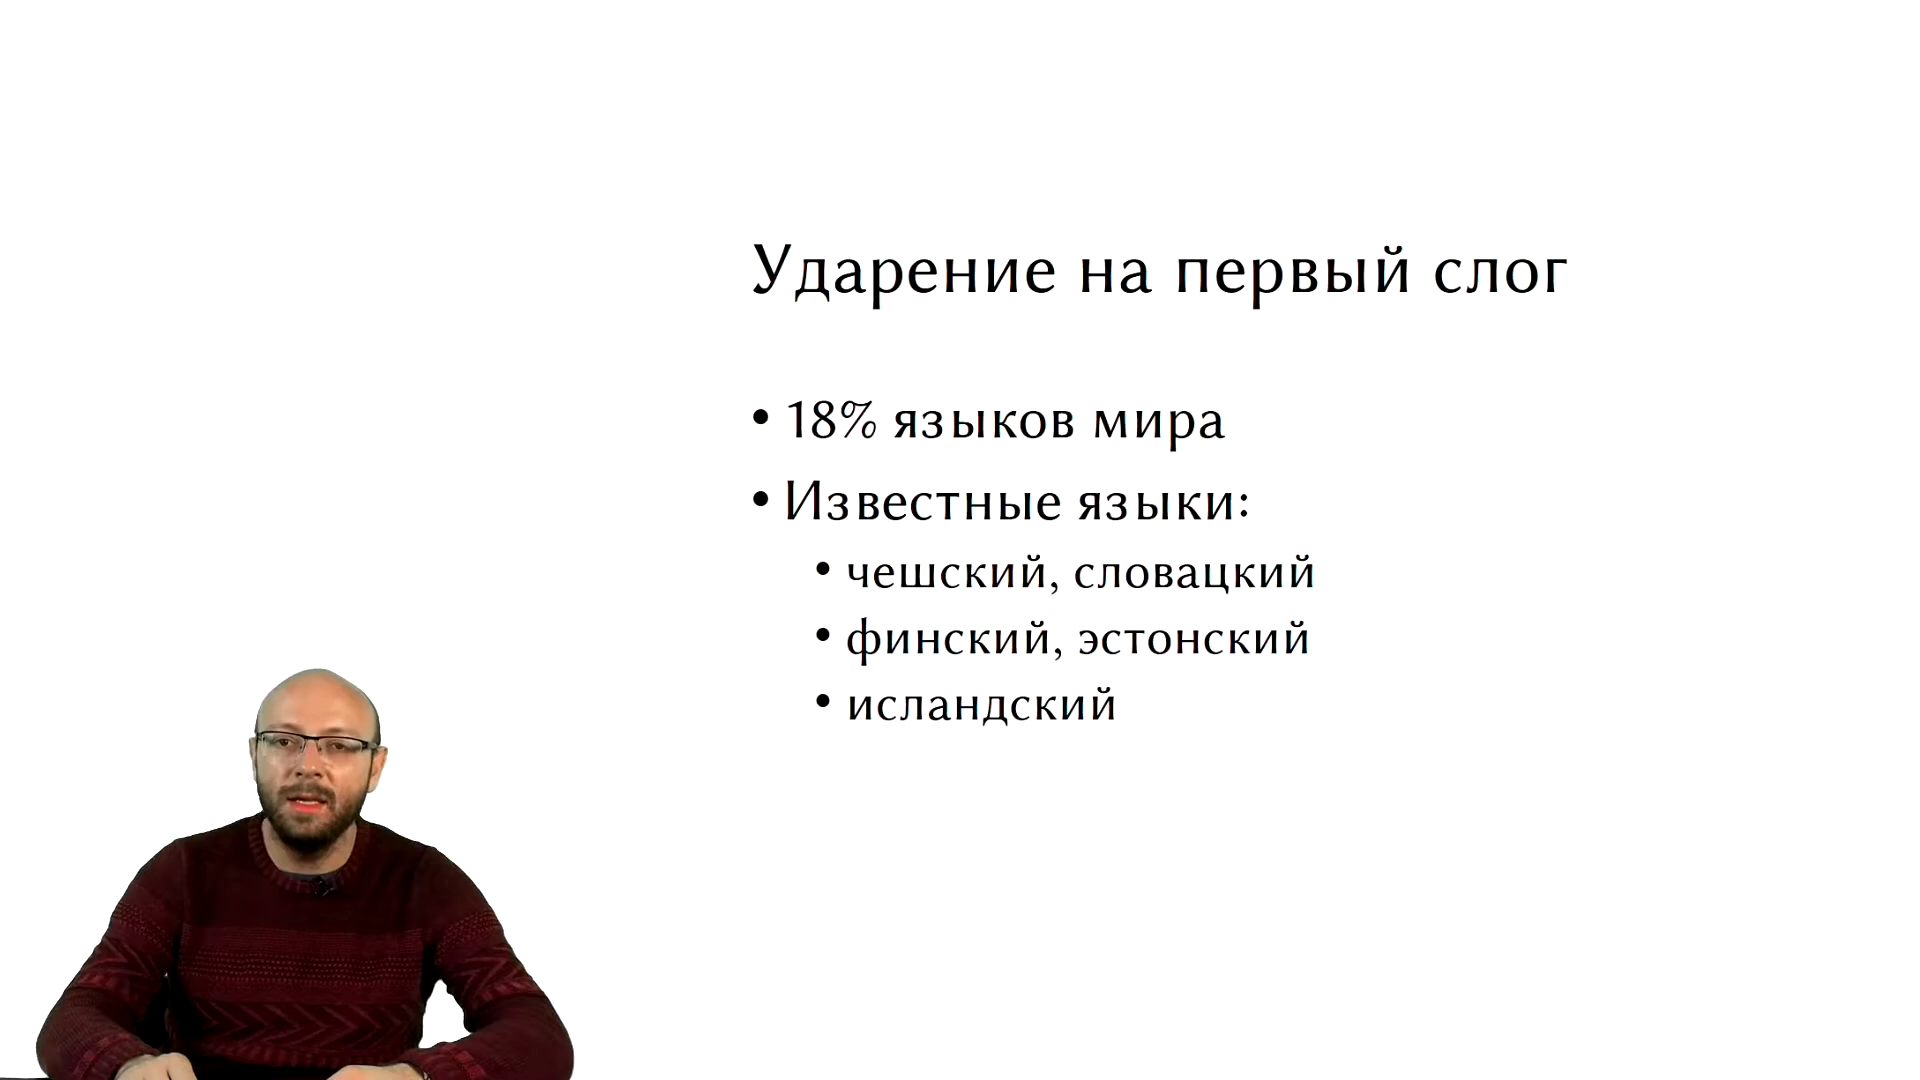 Ударение на первый слог
• 18% языков мира
• Известные языки:
• чешский, словацкий
• финский, эстонский
• исландский